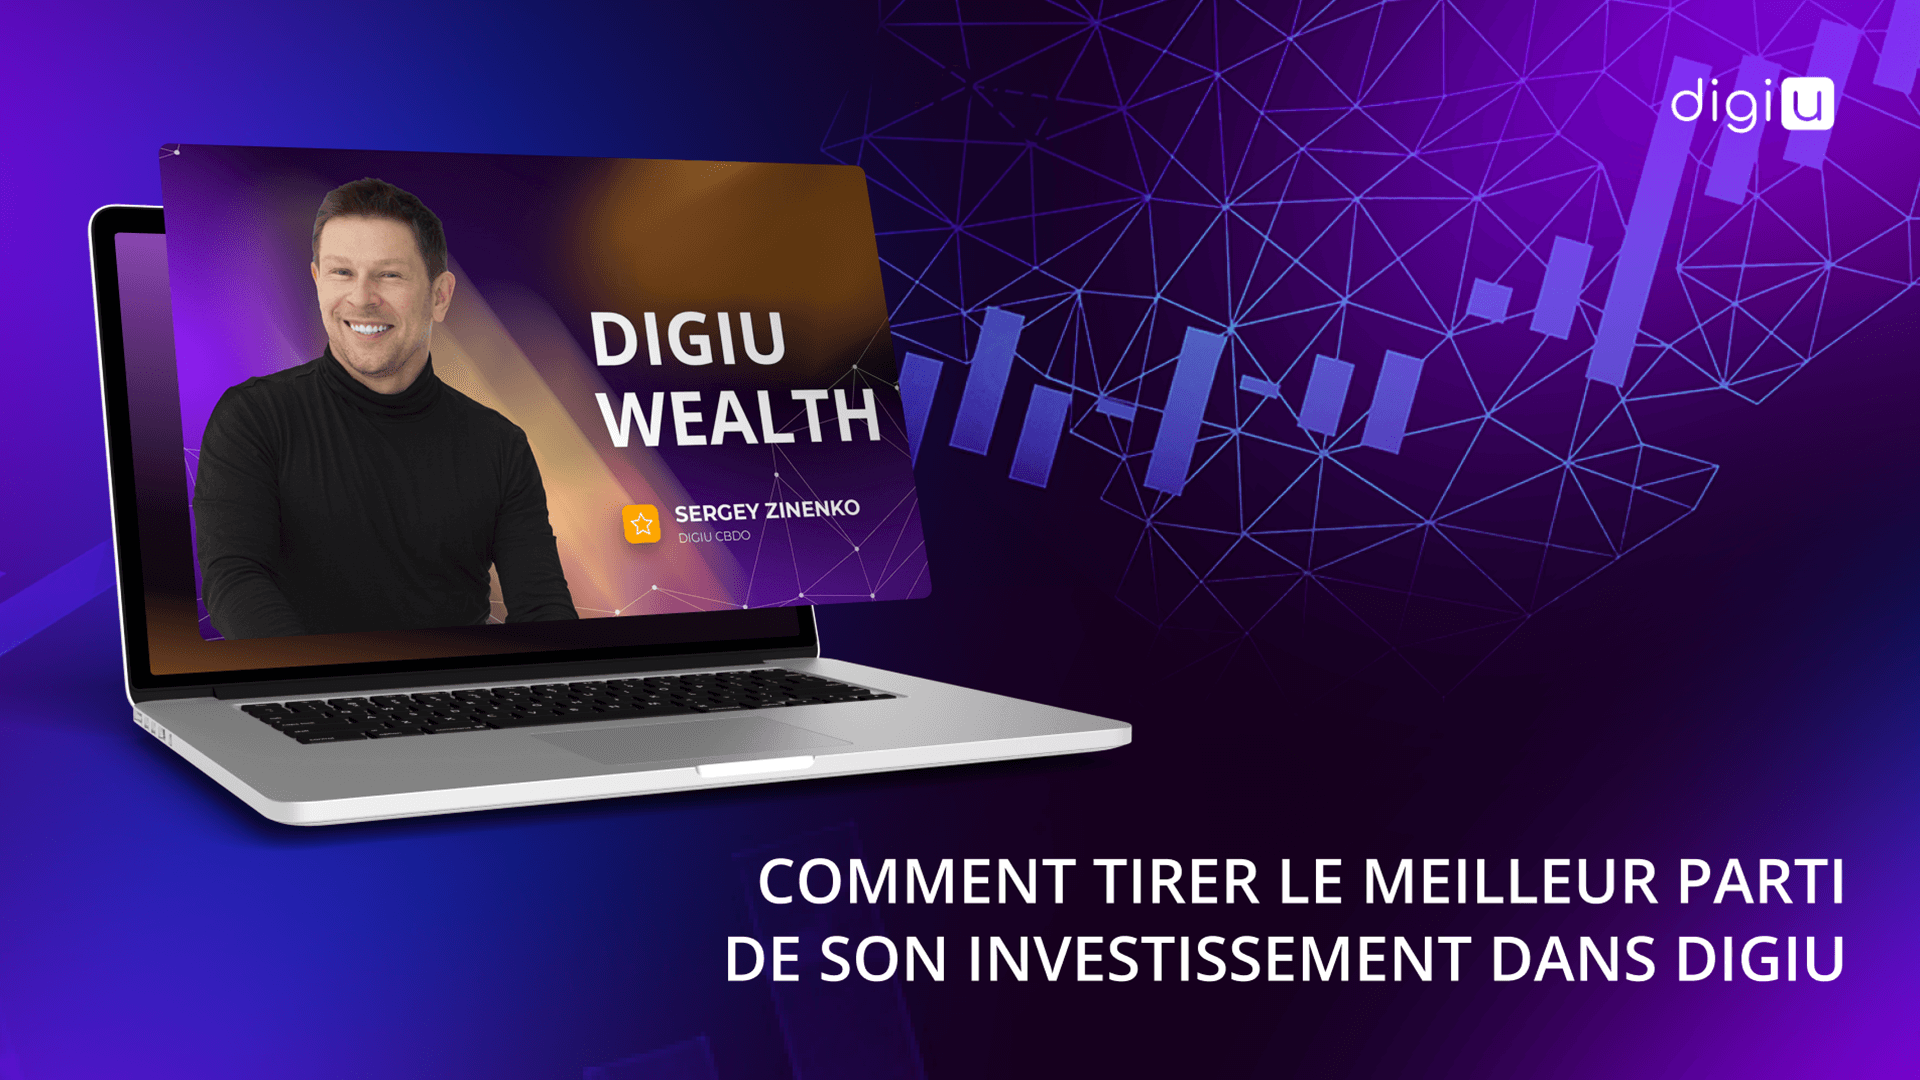 digiu
DIGIU
WEALTH
SERGEY ZINENKO
DIGIU CBDO
COMMENT TIRER LE MEILLEUR PARTI
DE SON INVESTISSEMENT DANS DIGIU